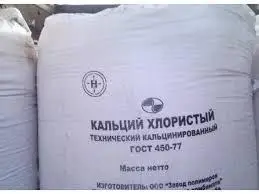 КАЛЬЦИЙ ХЛОРИСТЫЙ
ТЕХНИЧЕСКИЙ КАЛЬЦИНИРОВАННЫЙ
ГОСТ 450-77
Масса нетто
ИЗГОТОВИТЕЛЬ: ООО "Завод полимеров